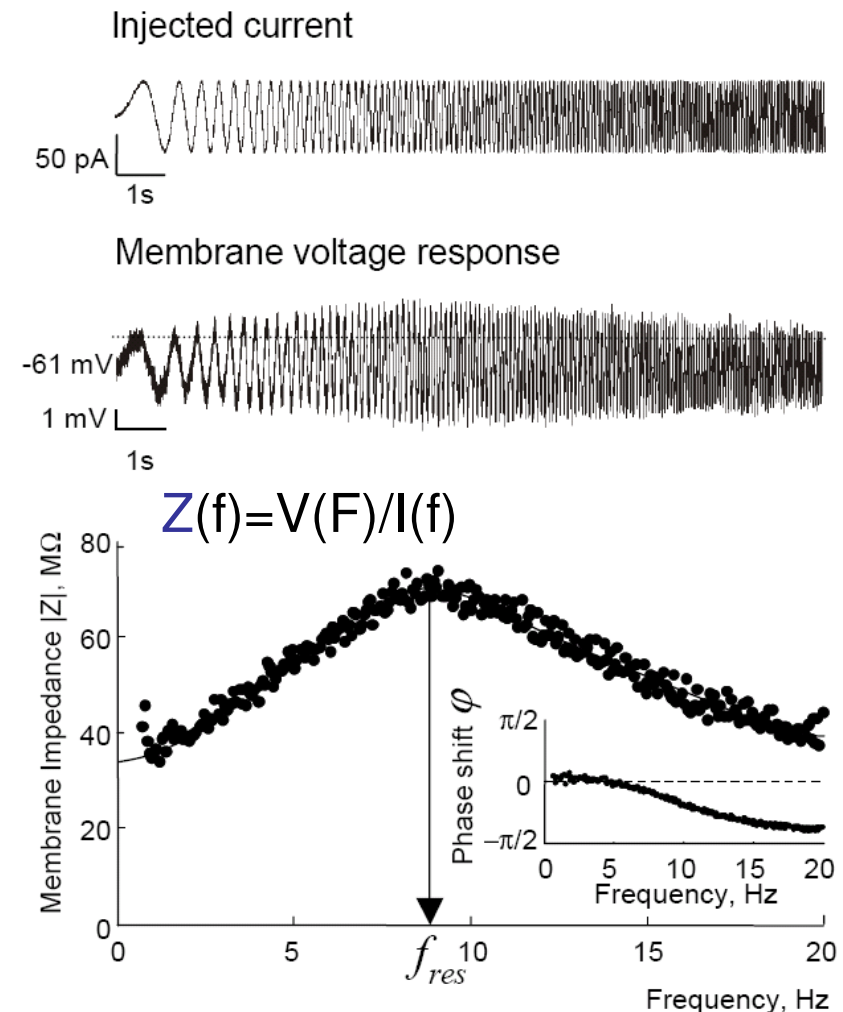 Injected current
50 pA
1s
Membrane voltage response
-61 mV
1 mV
1s
Z(f)=V(F)/I(f)
Membrane Impedance |Z|, MΩ
80
60
40
20
0
0
5
10
15
20
f_res
Frequency, Hz
Phase shift φ
π/2
0
–π/2
0
5
10
15
20
Frequency, Hz